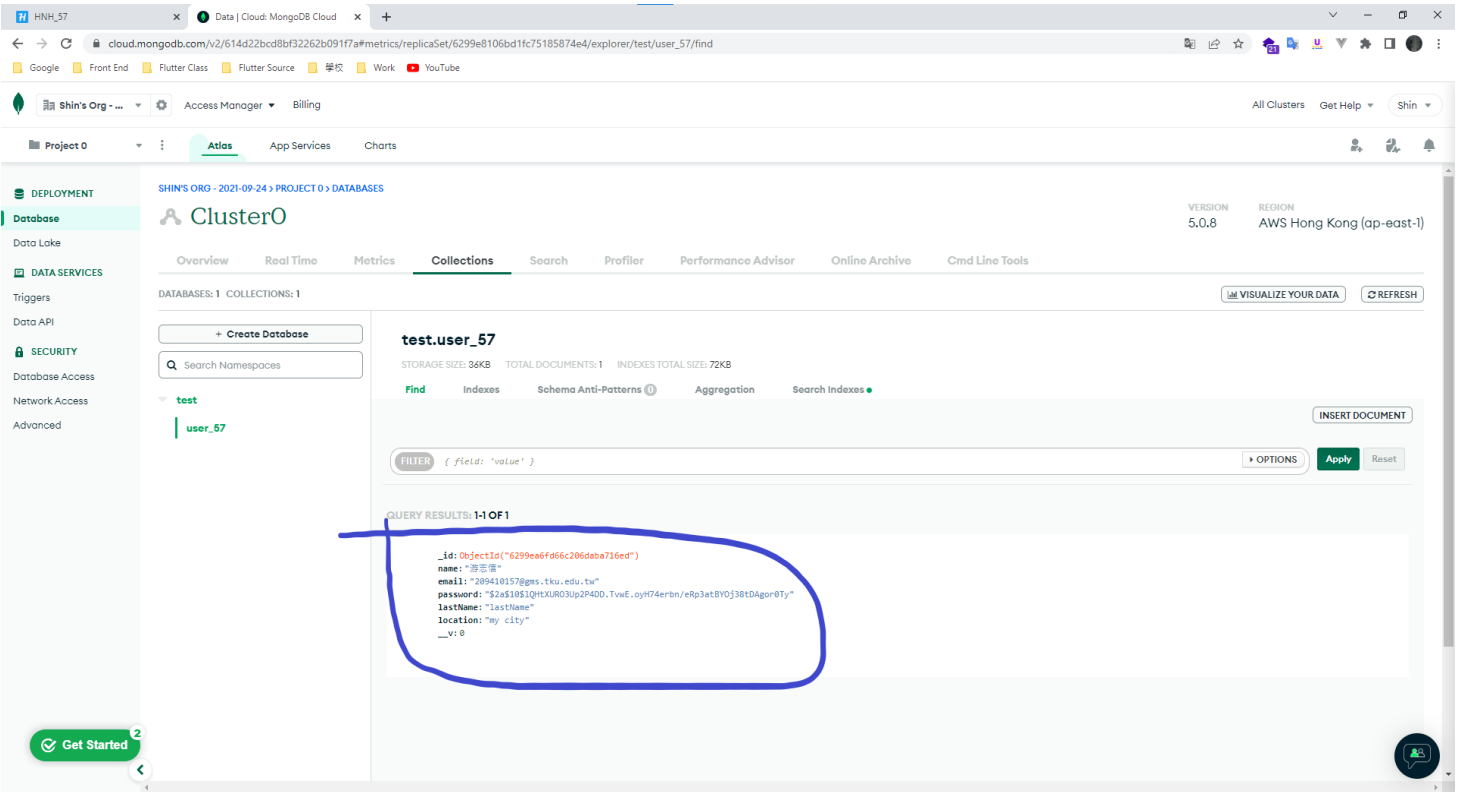 HNH_57
Data | Cloud: MongoDB Cloud
cloud.mongodb.com/v2/614d22bcd8bf32262b091f7a#metrics/replicaSet/6299e8106bd1fc75185874e4/explorer/test/user_57/find
21
Google Front End Flutter Class Flutter Source 學校 Work YouTube
Shin's Org - ... Access Manager Billing All Clusters Get Help Shin
Project 0 Atlas App Services Charts
DEPLOYMENT
Database
Data Lake
DATA SERVICES
Triggers
Data API
SECURITY
Database Access
Network Access
Advanced
SHIN'S ORG - 2021-09-24 > PROJECT 0 > DATABASES
Cluster0
VERSION
5.0.8
REGION
AWS Hong Kong (ap-east-1)
Overview Real Time Metrics Collections Search Profiler Performance Advisor Online Archive Cmd Line Tools
DATABASES: 1 COLLECTIONS: 1
VISUALIZE YOUR DATA REFRESH
+ Create Database
Search Namespaces
test
user_57
test.user_57
STORAGE SIZE: 36KB TOTAL DOCUMENTS: 1 INDEXES TOTAL SIZE: 72KB
Find Indexes Schema Anti-Patterns 0 Aggregation Search Indexes
INSERT DOCUMENT
FILTER { field: 'value' } OPTIONS Apply Reset
QUERY RESULTS: 1-1 OF 1
_id: ObjectId("6299ea6fd66c206daba716ed")
name: "游志信"
email: "209410157@gms.tku.edu.tw"
password: "$2a$10$lQHtXURO3Up2P4DD.TvwE.oyH74erbn/eRp3atBYOj38tDAgor0Ty"
lastName: "lastName"
location: "my city"
__v: 0
Get Started
2